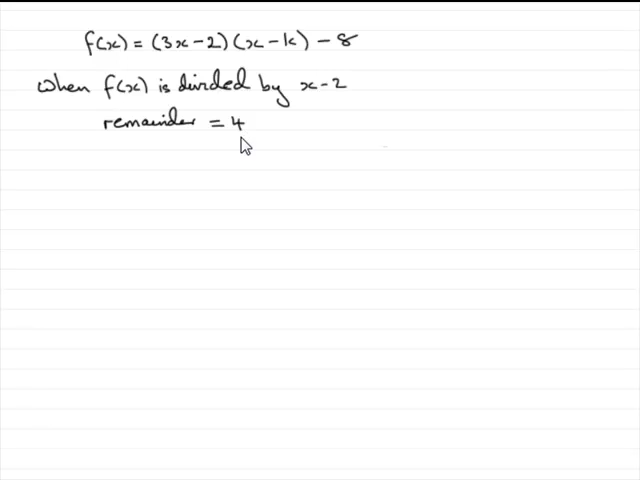 f(x) = (3x - 2)(x - k) - 8
when f(x) is divided by x - 2
remainder = 4